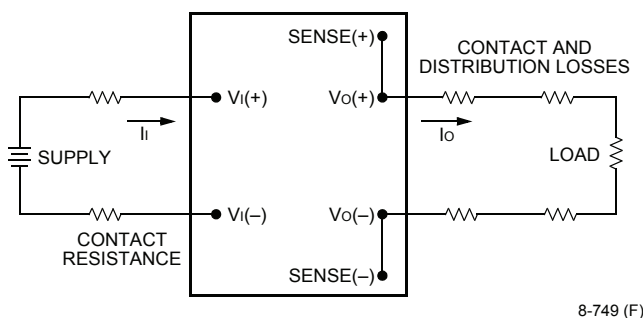 SENSE(+)
CONTACT AND
DISTRIBUTION LOSSES
VI(+)
VO(+)
II
IO
SUPPLY
LOAD
VI(–)
VO(–)
CONTACT
RESISTANCE
SENSE(–)
8-749 (F)